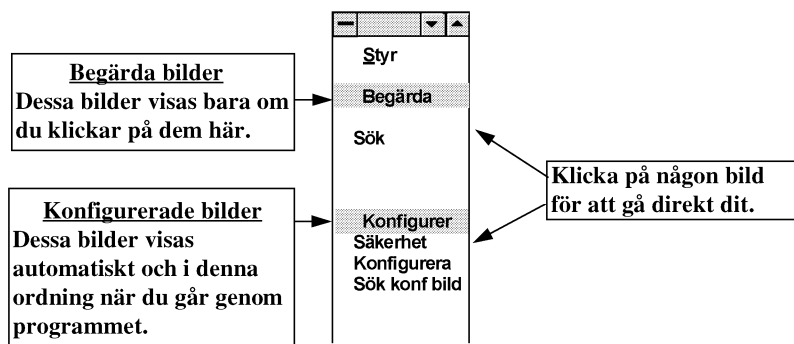 Styr
Begärda bilder
Dessa bilder visas bara om
du klickar på dem här.
Begärda
Sök
Klicka på någon bild
för att gå direkt dit.
Konfigurerade bilder
Dessa bilder visas
automatiskt och i denna
ordning när du går genom
programmet.
Konfigurer
Säkerhet
Konfigurera
Sök konf bild